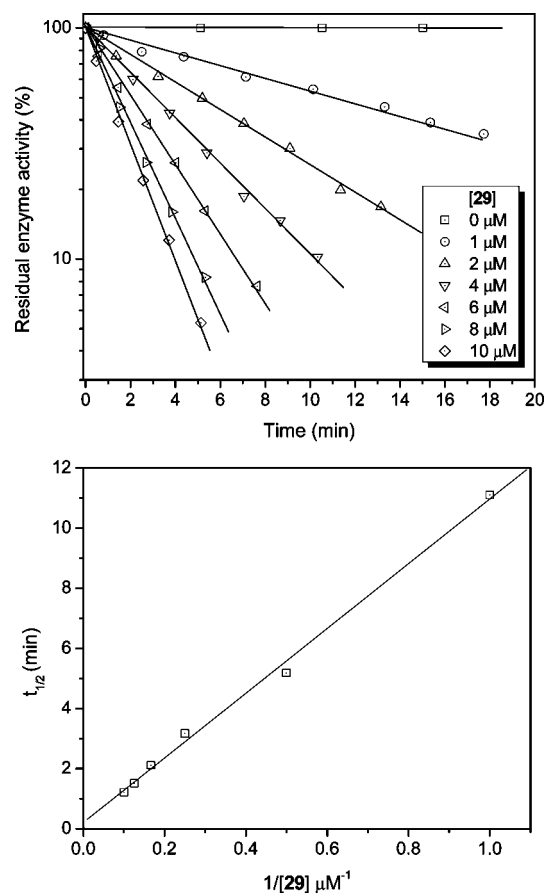 100
10
Residual enzyme activity (%)
[29]
0 μM
1 μM
2 μM
4 μM
6 μM
8 μM
10 μM
0 2 4 6 8 10 12 14 16 18 20
Time (min)
12
10
8
6
4
2
0
t1/2 (min)
0.0 0.2 0.4 0.6 0.8 1.0
1/[29] μM-1